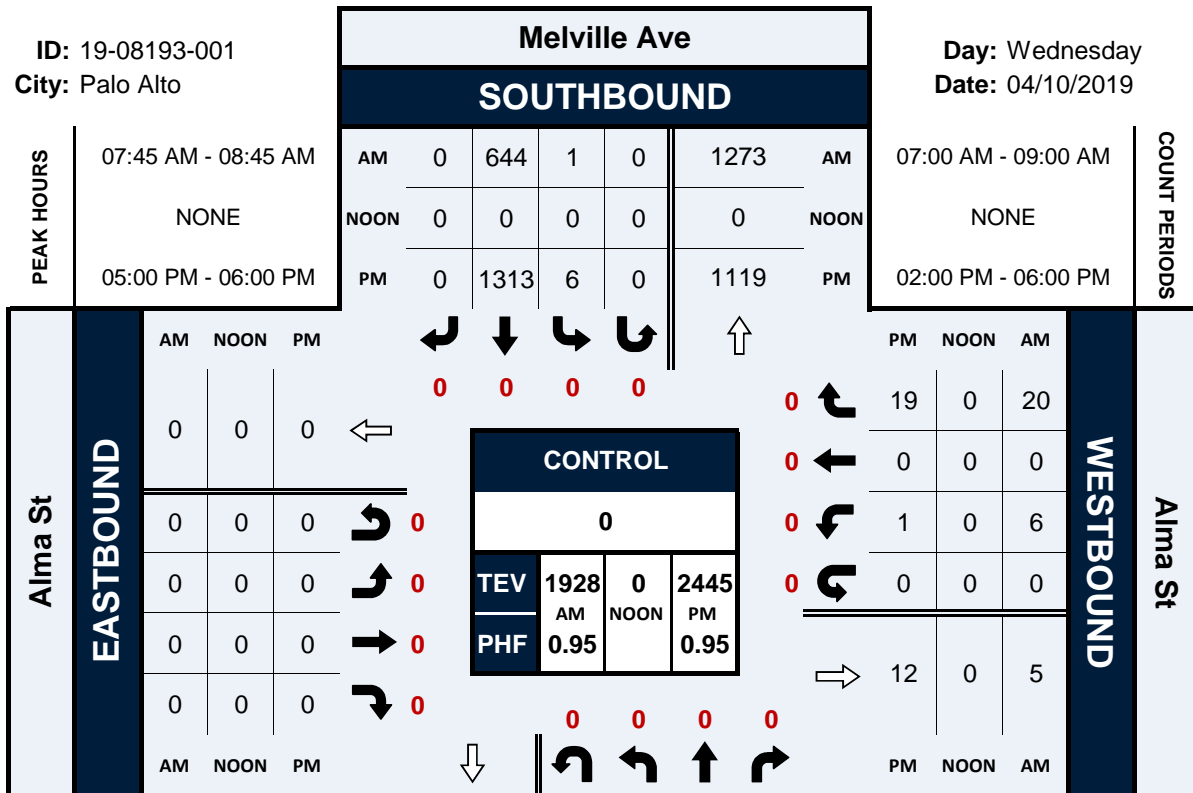 ID: 19-08193-001
City: Palo Alto
Melville Ave
SOUTHBOUND
Day: Wednesday
Date: 04/10/2019
PEAK HOURS
07:45 AM - 08:45 AM
NONE
05:00 PM - 06:00 PM
AM 0 644 1 0 1273 AM
NOON 0 0 0 0 0 NOON
PM 0 1313 6 0 1119 PM
07:00 AM - 09:00 AM
NONE
02:00 PM - 06:00 PM
COUNT PERIODS
Alma St
EASTBOUND
AM NOON PM
0 0 0
0 0 0 0
0 0 0 0
0 0 0 0
0 0 0 0
AM NOON PM
0 0 0 0
CONTROL
0
TEV 1928 0 2445
AM NOON PM
PHF 0.95 0.95
0 0 0 0
PM NOON AM
0 19 0 20
0 0 0 0
0 1 0 6
0 0 0 0
12 0 5
PM NOON AM
WESTBOUND
Alma St